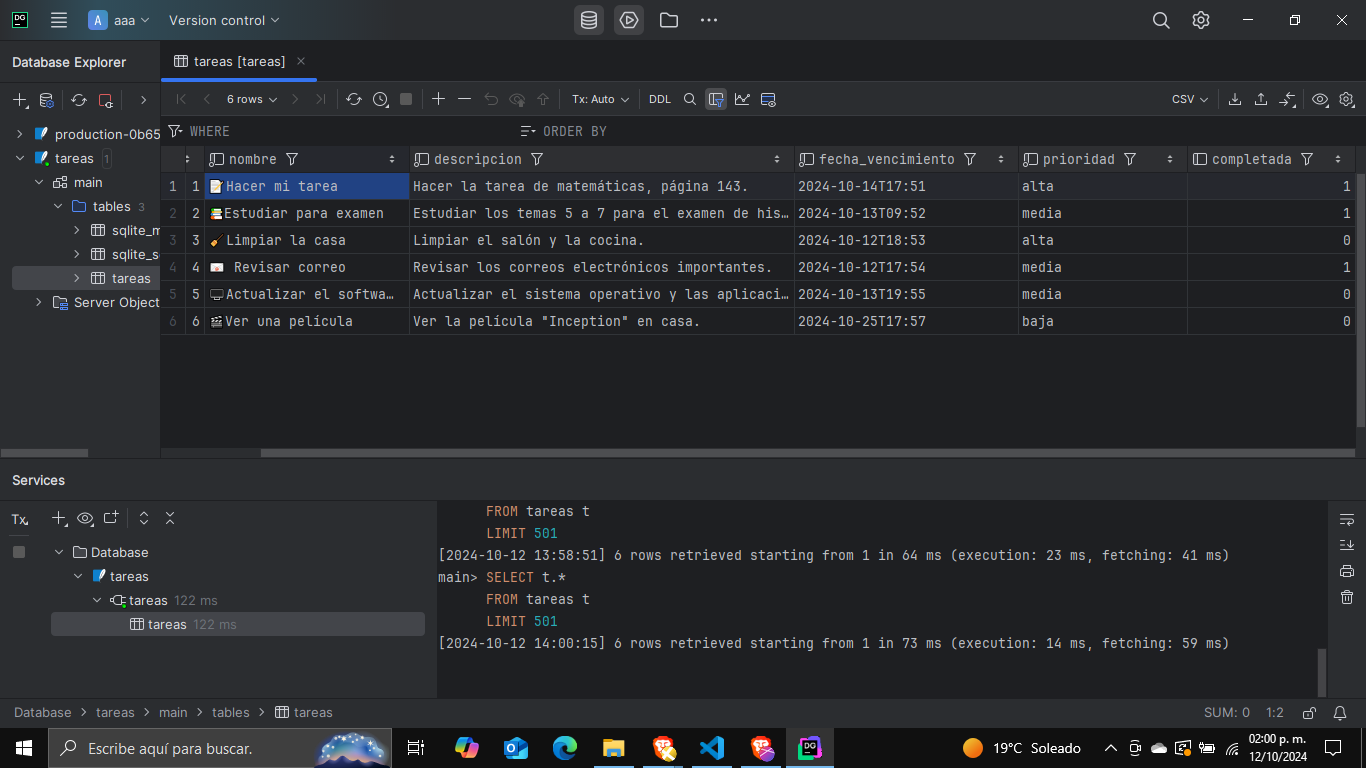 DG A aaa Version control
Database Explorer
tareas [tareas]
6 rows Tx: Auto DDL CSV
WHERE ORDER BY
production-0b65
tareas 1
main
tables 3
sqlite_m
sqlite_s
tareas
Server Object
nombre descripcion fecha_vencimiento prioridad completada
1 1 📝Hacer mi tarea Hacer la tarea de matemáticas, página 143. 2024-10-14T17:51 alta 1
2 2 📚Estudiar para examen Estudiar los temas 5 a 7 para el examen de his… 2024-10-13T09:52 media 1
3 3 🧹Limpiar la casa Limpiar el salón y la cocina. 2024-10-12T18:53 alta 0
4 4 📧 Revisar correo Revisar los correos electrónicos importantes. 2024-10-12T17:54 media 1
5 5 🖥️Actualizar el softwa… Actualizar el sistema operativo y las aplicaci… 2024-10-13T19:55 media 0
6 6 🎬Ver una película Ver la película "Inception" en casa. 2024-10-25T17:57 baja 0
Services
Tx
Database
tareas
tareas 122 ms
tareas 122 ms
FROM tareas t
LIMIT 501
[2024-10-12 13:58:51] 6 rows retrieved starting from 1 in 64 ms (execution: 23 ms, fetching: 41 ms)
main> SELECT t.*
FROM tareas t
LIMIT 501
[2024-10-12 14:00:15] 6 rows retrieved starting from 1 in 73 ms (execution: 14 ms, fetching: 59 ms)
Database tareas main tables tareas SUM: 0 1:2
Escribe aquí para buscar.
DG
19°C Soleado
02:00 p. m.
12/10/2024